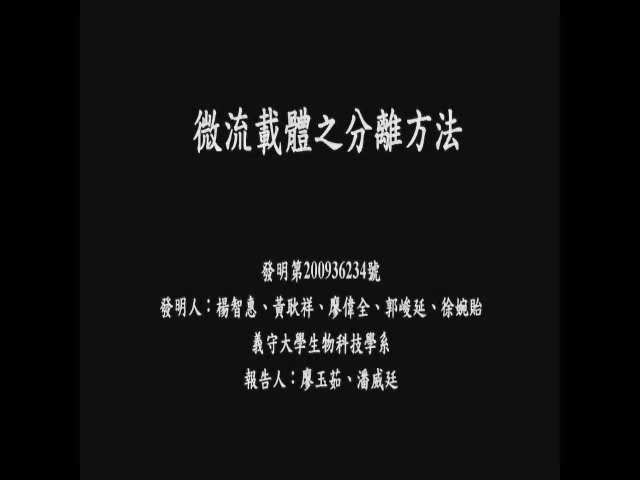 微流載體之分離方法
發明第200936234號
發明人：楊智惠、黃耿祥、廖偉全、郭峻延、徐婉貽
義守大學生物科技學系
報告人：廖玉茹、潘威廷